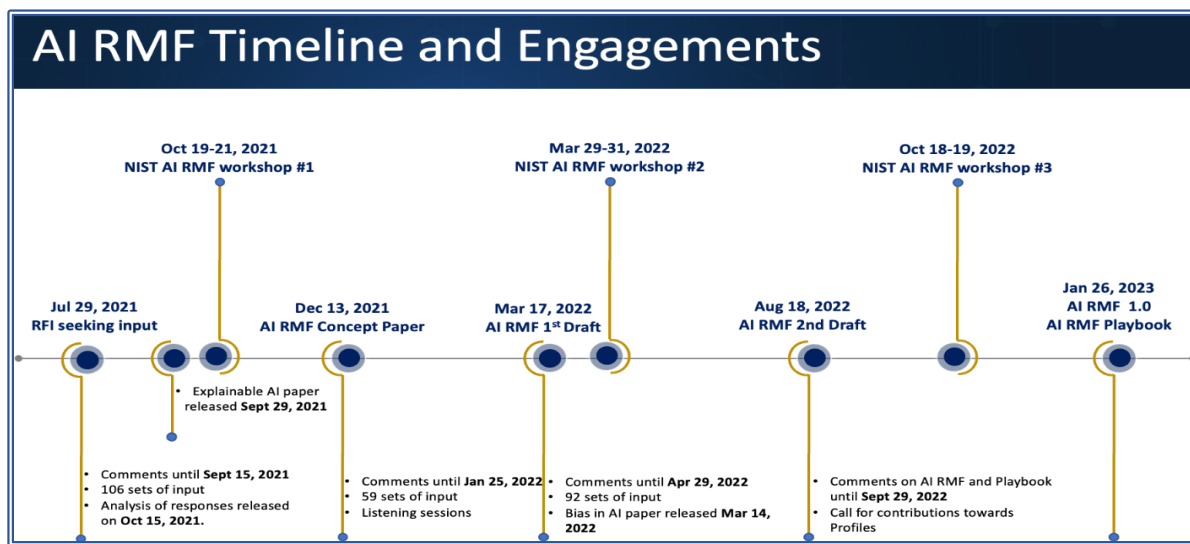 AI RMF Timeline and Engagements
Oct 19-21, 2021
NIST AI RMF workshop #1
Mar 29-31, 2022
NIST AI RMF workshop #2
Oct 18-19, 2022
NIST AI RMF workshop #3
Jul 29, 2021
RFI seeking input
Dec 13, 2021
AI RMF Concept Paper
Mar 17, 2022
AI RMF 1st Draft
Aug 18, 2022
AI RMF 2nd Draft
Jan 26, 2023
AI RMF 1.0
AI RMF Playbook
• Explainable AI paper
released Sept 29, 2021
• Comments until Sept 15, 2021
• 106 sets of input
• Analysis of responses released
on Oct 15, 2021.
• Comments until Jan 25, 2022
• 59 sets of input
• Listening sessions
• Comments until Apr 29, 2022
• 92 sets of input
• Bias in AI paper released Mar 14,
2022
• Comments on AI RMF and Playbook
until Sept 29, 2022
• Call for contributions towards
Profiles